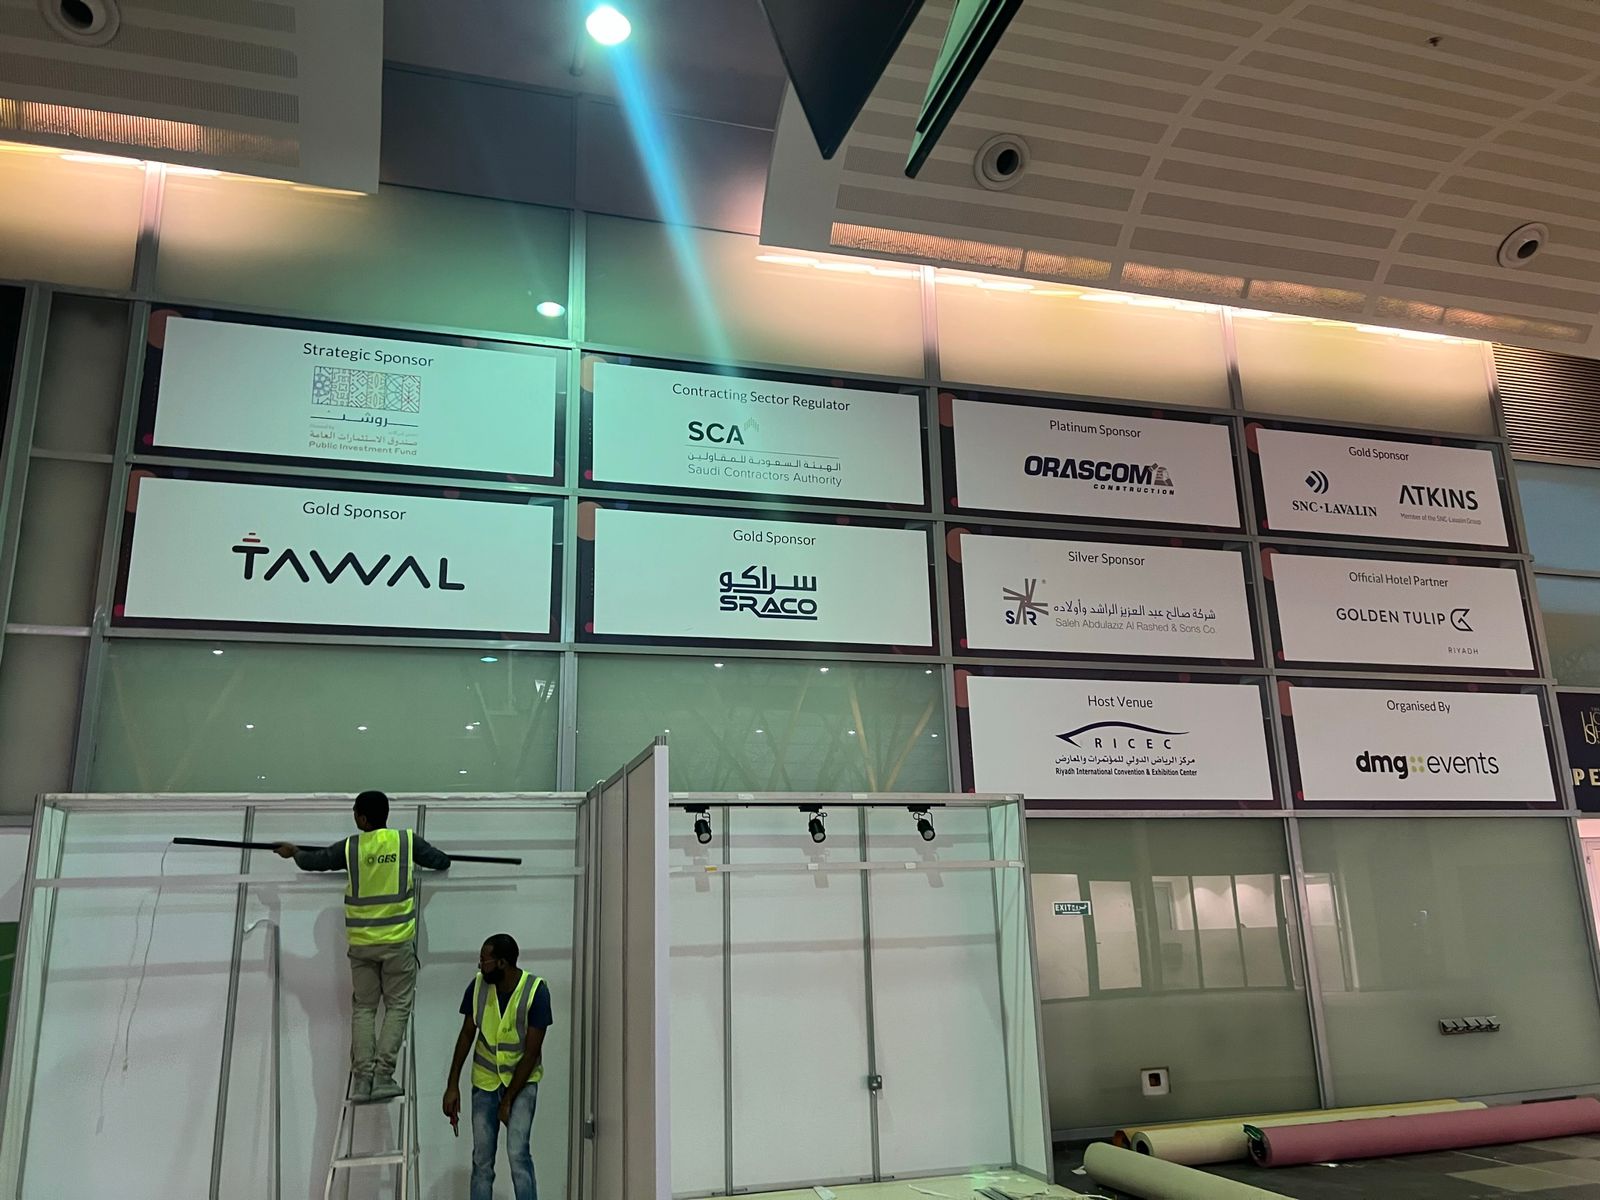 Strategic Sponsor
روشن
صندوق الاستثمارات العامة
Public Investment Fund
Contracting Sector Regulator
SCA
الهيئة السعودية للمقاولين
Saudi Contractors Authority
Platinum Sponsor
ORASCOM
CONSTRUCTION
Gold Sponsor
SNC·LAVALIN
ATKINS
Member of the SNC-Lavalin Group
Gold Sponsor
TAWAL
Gold Sponsor
سراكو
SRACO
Silver Sponsor
SAR
شركة صالح عبد العزيز الراشد وأولاده
Saleh Abdulaziz Al Rashed & Sons Co.
Official Hotel Partner
GOLDEN TULIP
RIYADH
Host Venue
RICEC
مركز الرياض الدولي للمؤتمرات والمعارض
Riyadh International Convention & Exhibition Center
Organised By
dmg::events
GES
EXIT خروج
P E